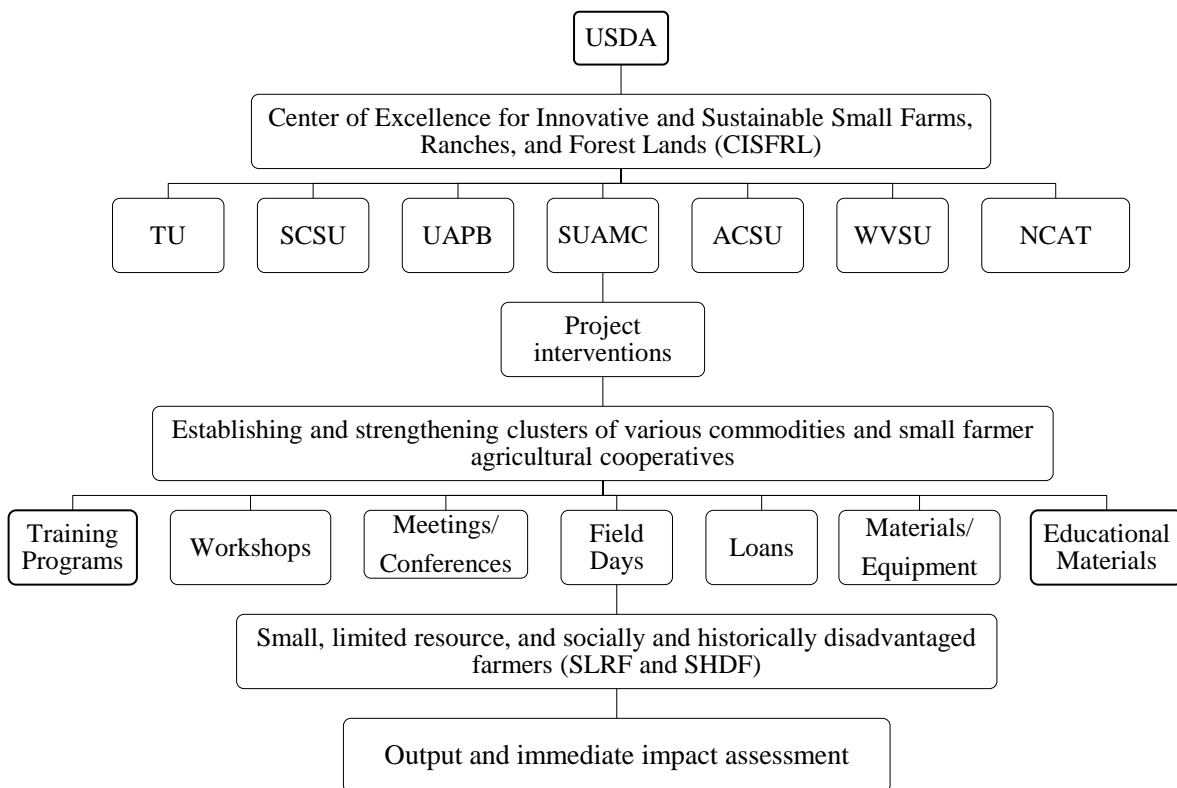 USDA
Center of Excellence for Innovative and Sustainable Small Farms,
Ranches, and Forest Lands (CISFRL)
TU
SCSU
UAPB
SUAMC
ACSU
WVSU
NCAT
Project
interventions
Establishing and strengthening clusters of various commodities and small farmer
agricultural cooperatives
Training
Programs
Workshops
Meetings/
Conferences
Field
Days
Loans
Materials/
Equipment
Educational
Materials
Small, limited resource, and socially and historically disadvantaged
farmers (SLRF and SHDF)
Output and immediate impact assessment